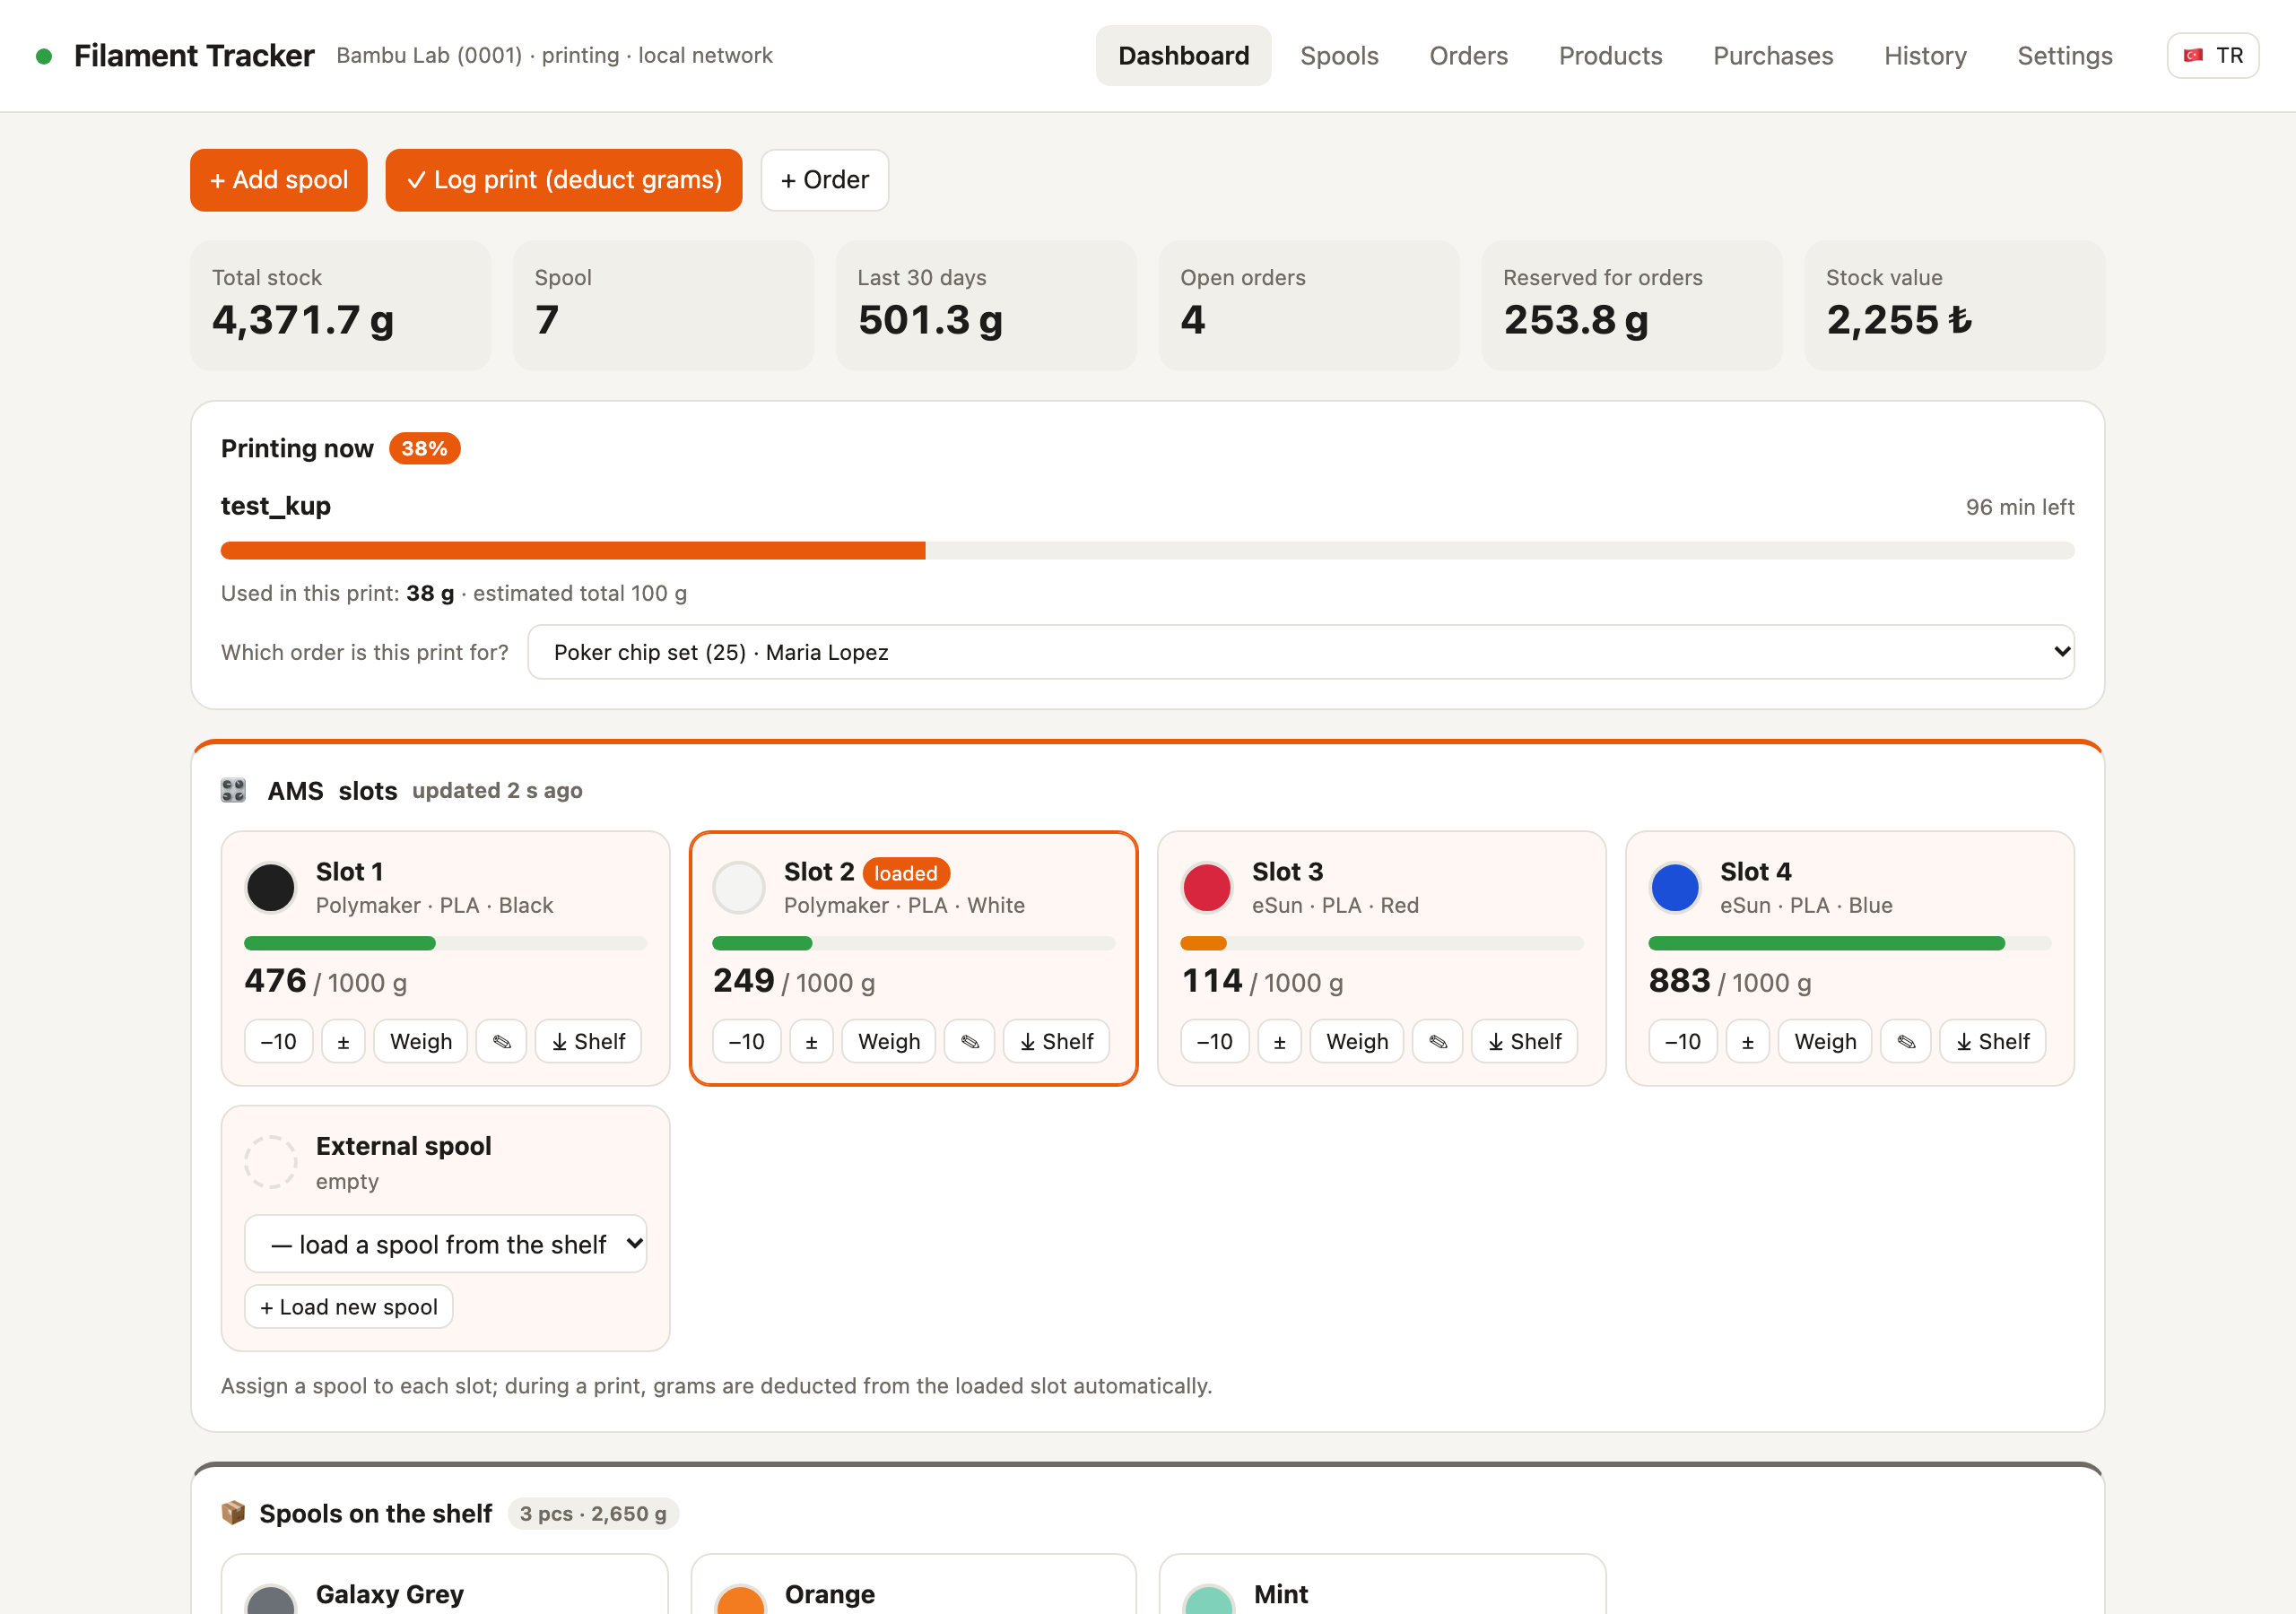 Filament Tracker Bambu Lab (0001) · printing · local network Dashboard Spools Orders Products Purchases History Settings TR
+ Add spool ✓ Log print (deduct grams) + Order
Total stock Spool Last 30 days Open orders Reserved for orders Stock value
4,371.7 g 7 501.3 g 4 253.8 g 2,255 ₺
Printing now 38%
test_kup 96 min left
Used in this print: 38 g · estimated total 100 g
Which order is this print for? Poker chip set (25) · Maria Lopez
AMS slots updated 2 s ago
Slot 1 Slot 2 loaded Slot 3 Slot 4
Polymaker · PLA · Black Polymaker · PLA · White eSun · PLA · Red eSun · PLA · Blue
476 / 1000 g 249 / 1000 g 114 / 1000 g 883 / 1000 g
−10 ± Weigh ✎ ↓ Shelf −10 ± Weigh ✎ ↓ Shelf −10 ± Weigh ✎ ↓ Shelf −10 ± Weigh ✎ ↓ Shelf
External spool
empty
— load a spool from the shelf
+ Load new spool
Assign a spool to each slot; during a print, grams are deducted from the loaded slot automatically.
Spools on the shelf 3 pcs · 2,650 g
Galaxy Grey Orange Mint